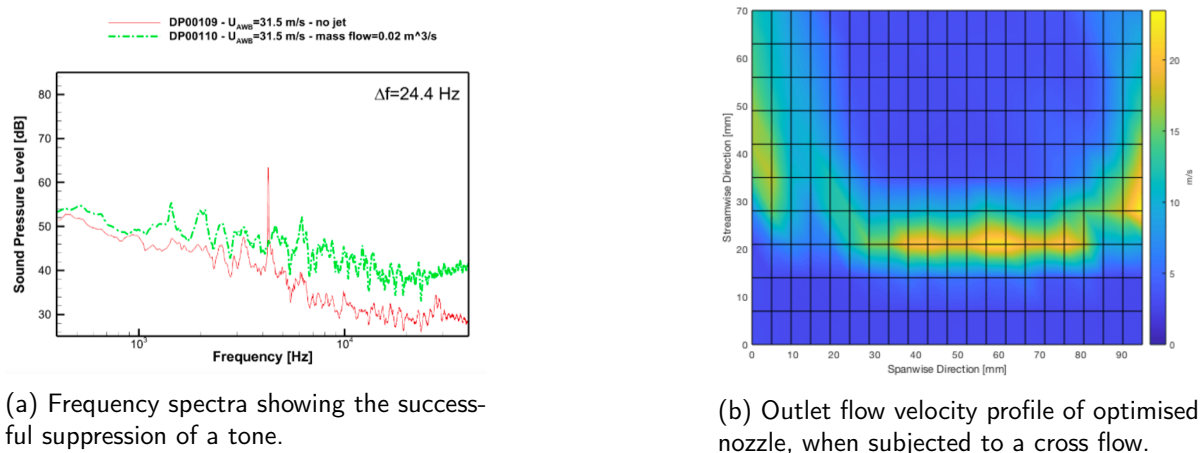 DP00109 - U_AWB=31.5 m/s - no jet
DP00110 - U_AWB=31.5 m/s - mass flow=0.02 m^3/s
Δf=24.4 Hz
80
70
60
50
40
30
Sound Pressure Level [dB]
10^3
10^4
Frequency [Hz]
(a) Frequency spectra showing the success-
ful suppression of a tone.
70
60
50
40
30
20
10
0
Streamwise Direction [mm]
0 10 20 30 40 50 60 70 80 90
Spanwise Direction [mm]
20
15
10
5
0
m/s
(b) Outlet flow velocity profile of optimised
nozzle, when subjected to a cross flow.